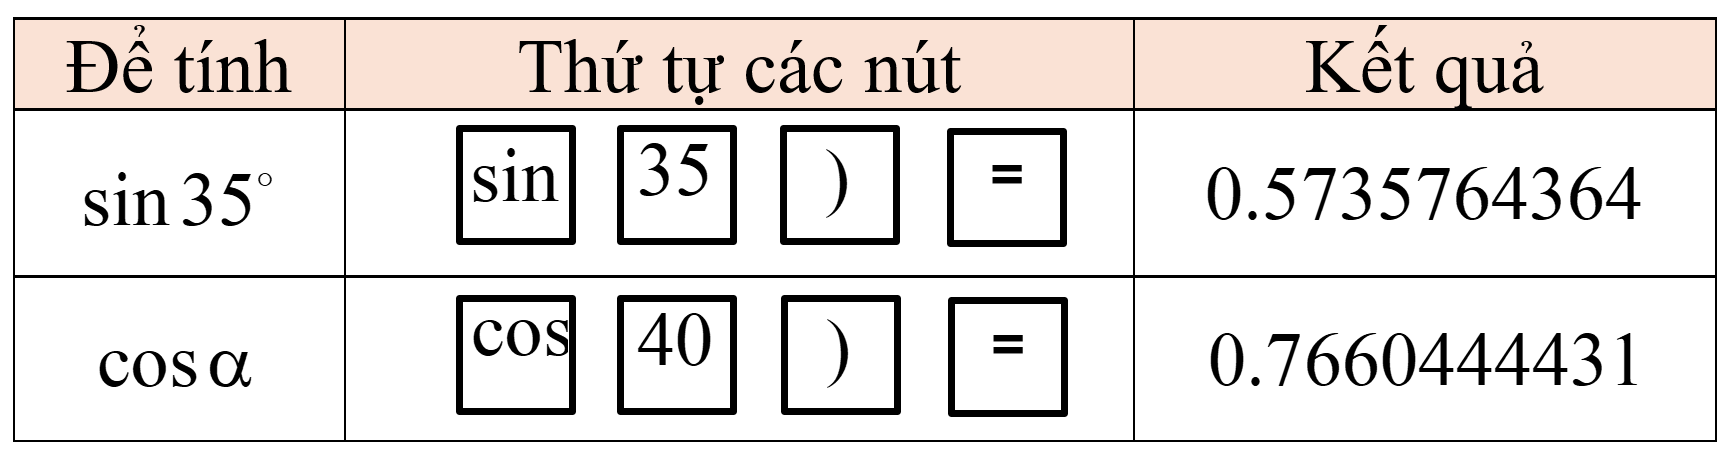 Để tính Thứ tự các nút Kết quả
sin 35° sin 35 ) = 0.5735764364
cos α cos 40 ) = 0.7660444431